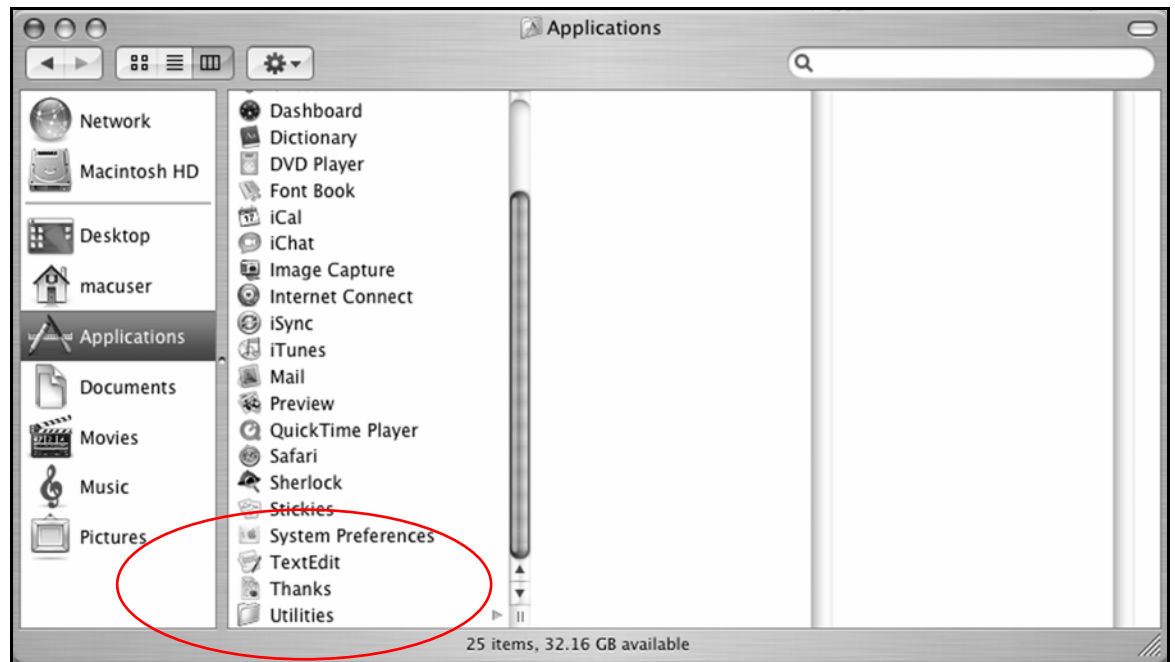 Applications
Network
Macintosh HD
Desktop
macuser
Applications
Documents
Movies
Music
Pictures
Dashboard
Dictionary
DVD Player
Font Book
iCal
iChat
Image Capture
Internet Connect
iSync
iTunes
Mail
Preview
QuickTime Player
Safari
Sherlock
Stickies
System Preferences
TextEdit
Thanks
Utilities
25 items, 32.16 GB available